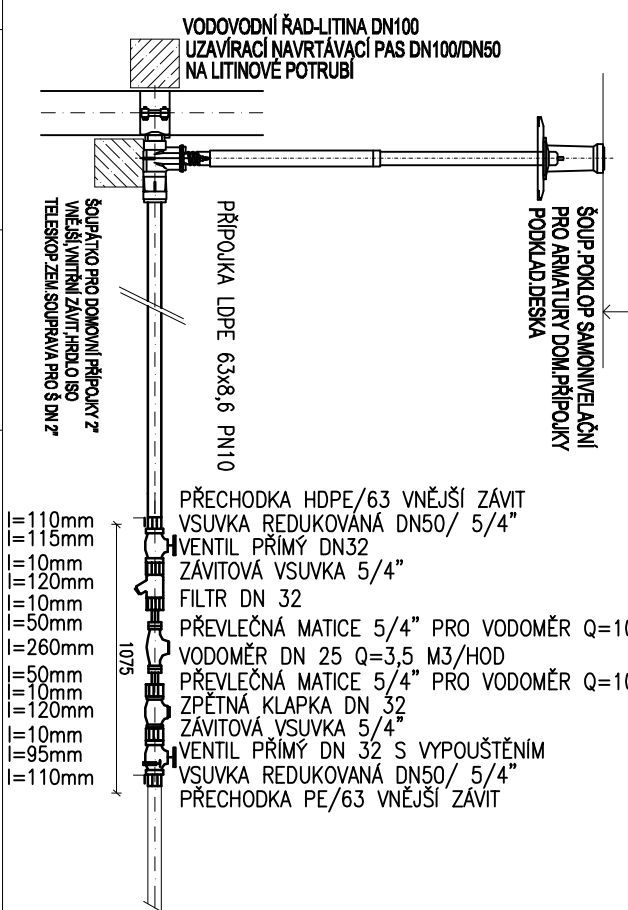 VODOVODNÍ ŘAD-LITINA DN100
UZAVÍRACÍ NAVRTÁVACÍ PAS DN100/DN50
NA LITINOVÉ POTRUBÍ
ŠOUP.POKLOP SAMONIVELAČNÍ
PRO ARMATURY DOM.PŘÍPOJKY
PODKLAD.DESKA
ŠOUPÁTKO PRO DOMOVNÍ PŘÍPOJKY 2"
VNĚJŠÍ,VNITŘNÍ ZÁVIT,HRDLO ISO
TELESKOP.ZEM.SOUPRAVA PRO Š DN 2"
PŘÍPOJKA LDPE 63x8,6 PN10
PŘECHODKA HDPE/63 VNĚJŠÍ ZÁVIT
l=110mm VSUVKA REDUKOVANÁ DN50/ 5/4"
l=115mm VENTIL PŘÍMÝ DN32
l=10mm ZÁVITOVÁ VSUVKA 5/4"
l=120mm
l=10mm FILTR DN 32
l=50mm PŘEVLEČNÁ MATICE 5/4" PRO VODOMĚR Q=10
l=260mm VODOMĚR DN 25 Q=3,5 M3/HOD
1075
l=50mm PŘEVLEČNÁ MATICE 5/4" PRO VODOMĚR Q=10
l=10mm
l=120mm ZPĚTNÁ KLAPKA DN 32
l=10mm ZÁVITOVÁ VSUVKA 5/4"
l=95mm VENTIL PŘÍMÝ DN 32 S VYPOUŠTĚNÍM
l=110mm VSUVKA REDUKOVANÁ DN50/ 5/4"
PŘECHODKA PE/63 VNĚJŠÍ ZÁVIT